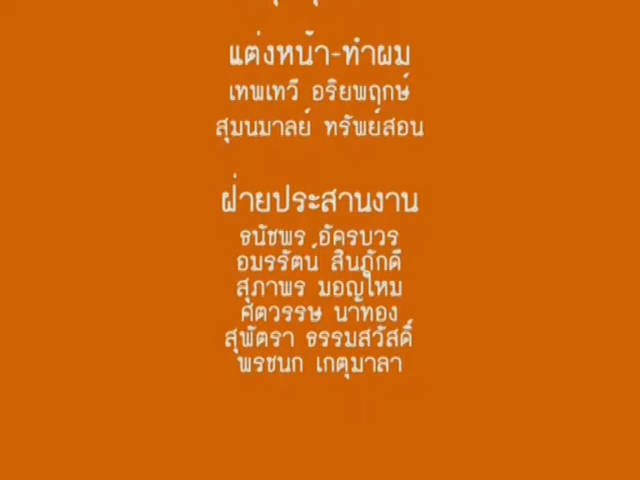 แต่งหน้า-ทำผม
เทพเทวี อริยพฤกษ์
สุมนมาลย์ ทรัพย์สอน
ฝ่ายประสานงาน
ธนัชพร อัครบวร
อมรรัตน์ สินภักดี
สุภาพร มอญใหม
ศตวรรษ นาทอง
สุพัตรา ธรรมสวัสดิ์
พรชนก เกตุมาลา